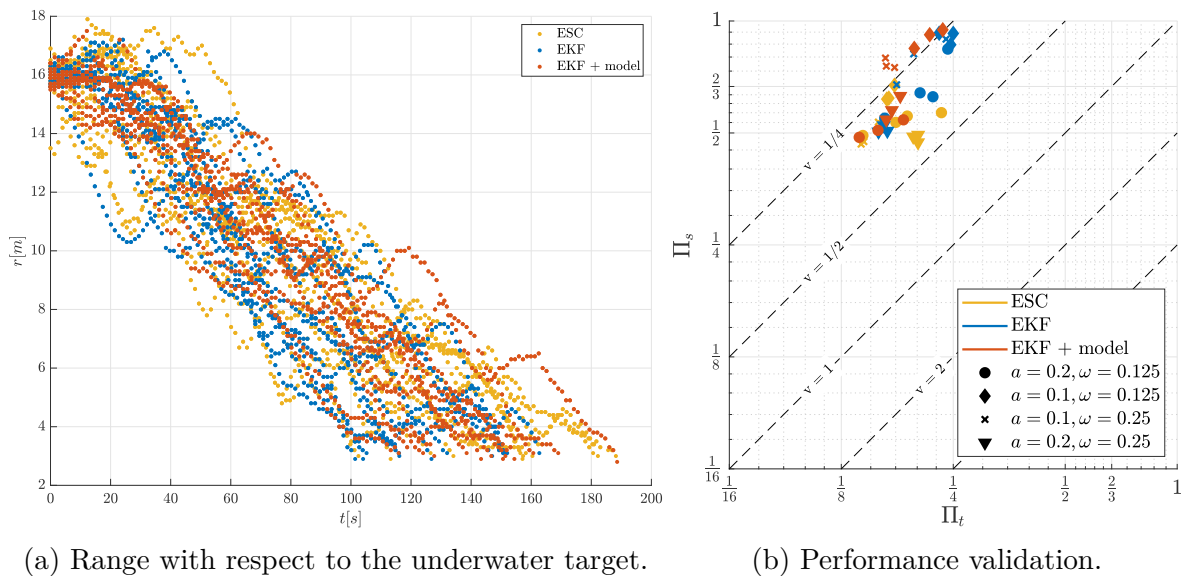 18
16
14
12
10
8
6
4
2
r[m]
0 20 40 60 80 100 120 140 160 180 200
t[s]
ESC
EKF
EKF + model
(a) Range with respect to the underwater target.
1
2/3
1/2
1/4
1/8
1/16
Π_s
v = 1/4
v = 1/2
v = 1
v = 2
ESC
EKF
EKF + model
a = 0.2, ω = 0.125
a = 0.1, ω = 0.125
a = 0.1, ω = 0.25
a = 0.2, ω = 0.25
1/16 1/8 1/4 1/2 2/3 1
Π_t
(b) Performance validation.